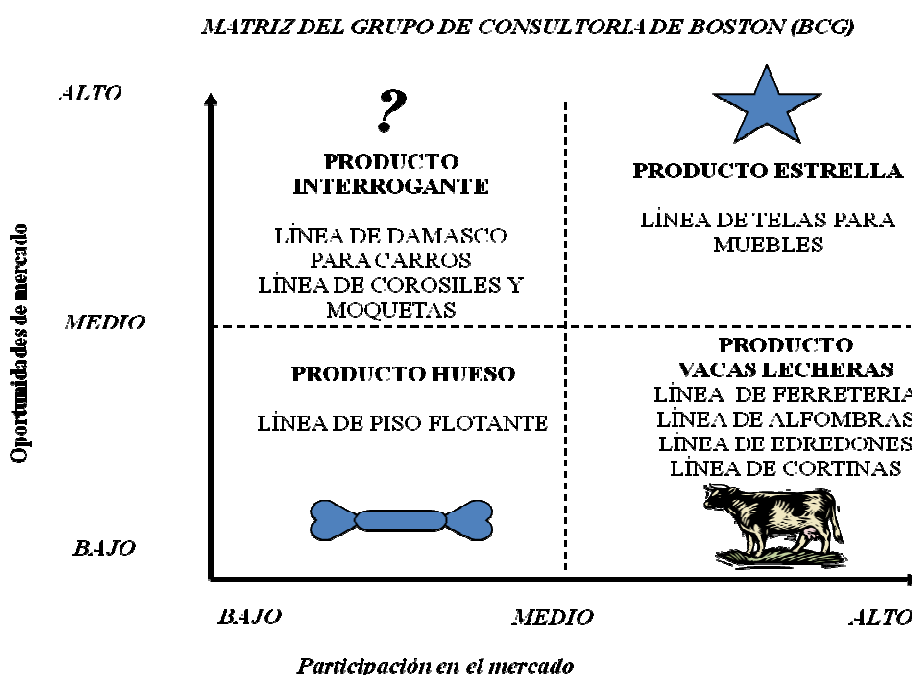 MATRIZ DEL GRUPO DE CONSULTORIA DE BOSTON (BCG)
ALTO
?
PRODUCTO
INTERROGANTE
LÍNEA DE DAMASCO
PARA CARROS
LÍNEA DE COROSILES Y
MOQUETAS
PRODUCTO ESTRELLA
LÍNEA DE TELAS PARA
MUEBLES
Oportunidades de mercado
MEDIO
PRODUCTO HUESO
LÍNEA DE PISO FLOTANTE
PRODUCTO
VACAS LECHERAS
LÍNEA DE FERRETERIA
LÍNEA DE ALFOMBRAS
LÍNEA DE EDREDONES
LÍNEA DE CORTINAS
BAJO
BAJO
MEDIO
ALTO
Participación en el mercado